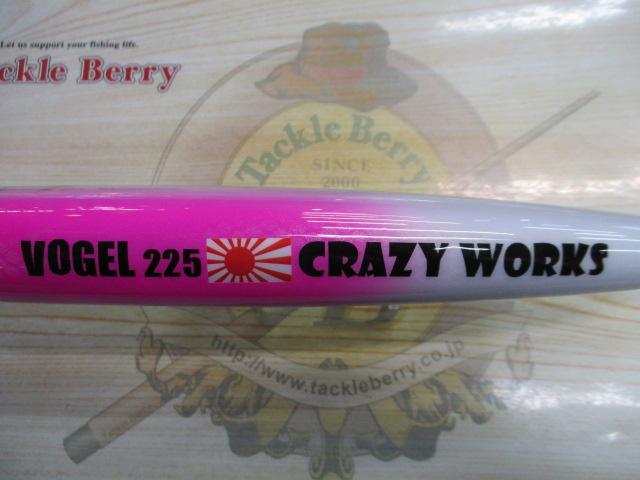 Let us support your fishing life.
ckle Berry
Tackle Berry
SINCE
2000
VOGEL 225 CRAZY WORKS
http://www.tackleberry.co.jp